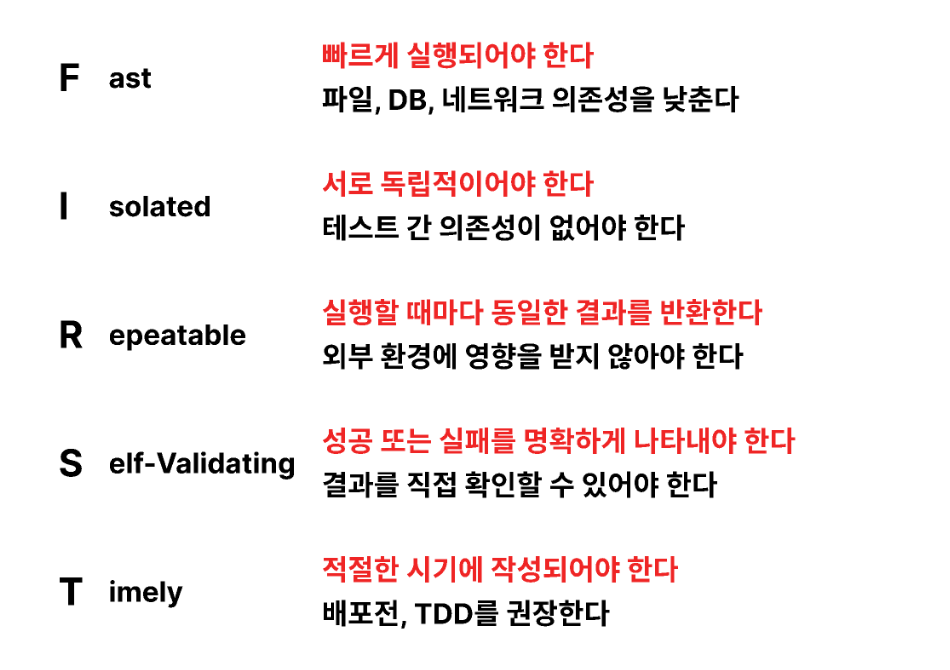 F ast
빠르게 실행되어야 한다
파일, DB, 네트워크 의존성을 낮춘다
I solated
서로 독립적이어야 한다
테스트 간 의존성이 없어야 한다
R epeatable
실행할 때마다 동일한 결과를 반환한다
외부 환경에 영향을 받지 않아야 한다
S elf-Validating
성공 또는 실패를 명확하게 나타내야 한다
결과를 직접 확인할 수 있어야 한다
T imely
적절한 시기에 작성되어야 한다
배포전, TDD를 권장한다